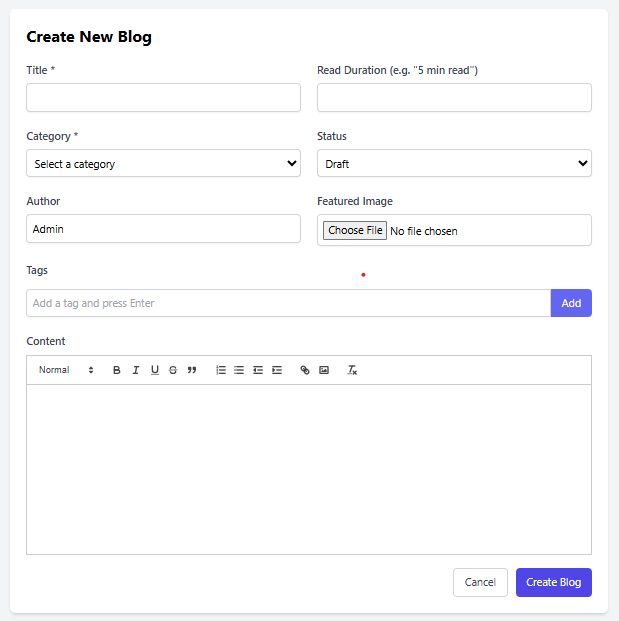 Create New Blog
Title * Read Duration (e.g. "5 min read")
Category * Status
Select a category Draft
Author Featured Image
Admin Choose File No file chosen
Tags
Add a tag and press Enter Add
Content
Normal B I U S
Cancel Create Blog